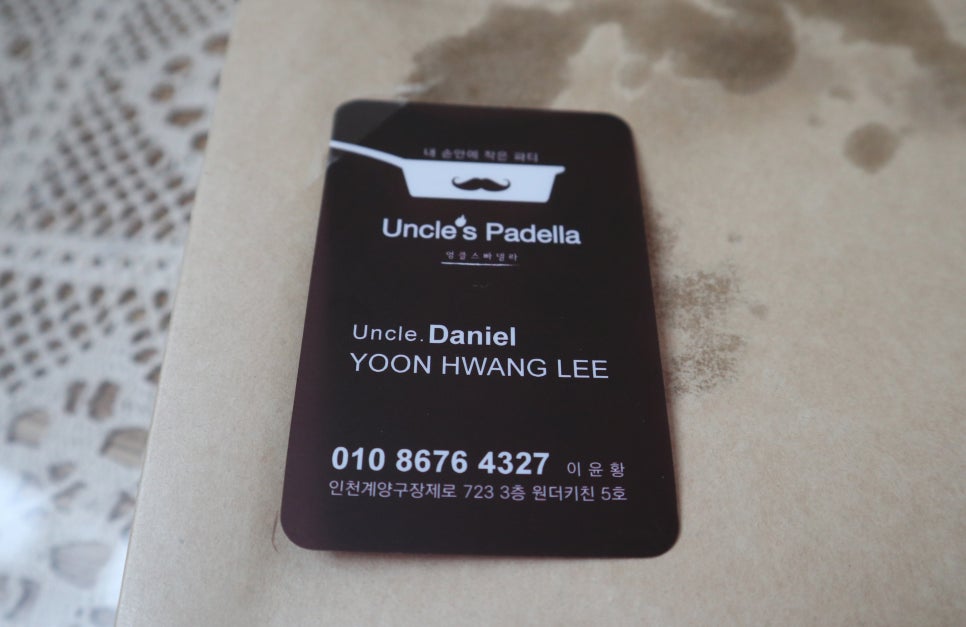 내 손안에 작은 파티
Uncle's Padella
엉클스빠델라
Uncle. Daniel
YOON HWANG LEE
010 8676 4327 이윤황
인천계양구장제로 723 3층 원더키친 5호